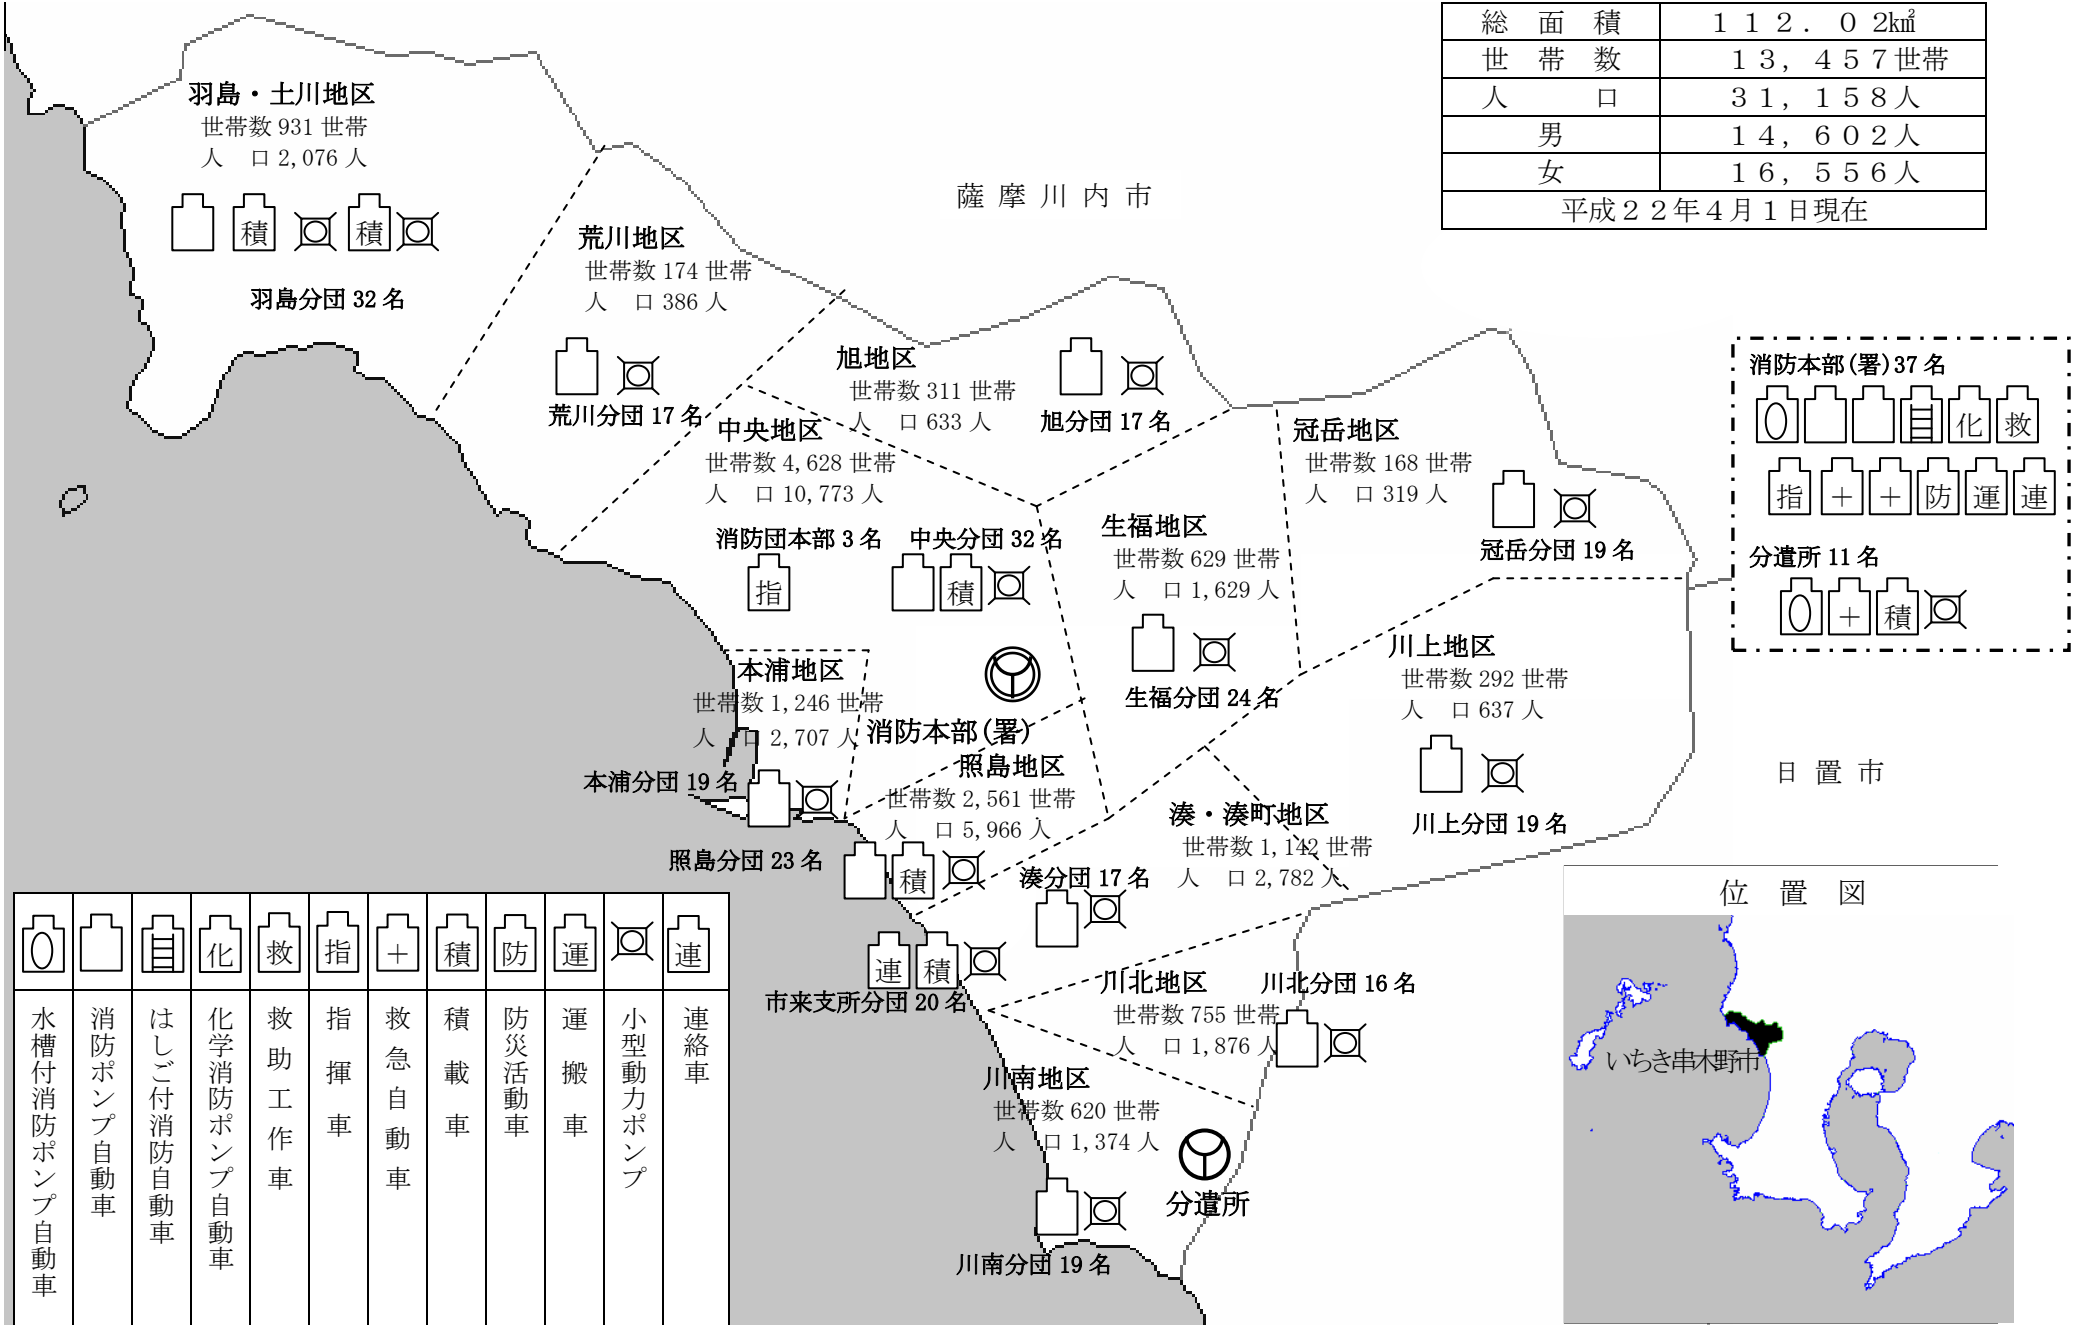 総　面　積　１１２．０２㎢
世　帯　数　１３，４５７世帯
人　　　口　３１，１５８人
男　１４，６０２人
女　１６，５５６人
平成２２年４月１日現在
羽島・土川地区
世帯数 931 世帯
人　口 2,076 人
積　積
羽島分団 32 名
薩 摩 川 内 市
荒川地区
世帯数 174 世帯
人　口 386 人
荒川分団 17 名
旭地区
世帯数 311 世帯
人　口 633 人
旭分団 17 名
中央地区
世帯数 4,628 世帯
人　口 10,773 人
消防団本部 3 名
指
中央分団 32 名
積
冠岳地区
世帯数 168 世帯
人　口 319 人
冠岳分団 19 名
生福地区
世帯数 629 世帯
人　口 1,629 人
生福分団 24 名
消防本部(署)37 名
化　救
指　＋　＋　防　運　連
分遣所 11 名
＋　積
川上地区
世帯数 292 世帯
人　口 637 人
川上分団 19 名
日 置 市
本浦地区
世帯数 1,246 世帯
人　口 2,707 人
本浦分団 19 名
消防本部(署)
照島地区
世帯数 2,561 世帯
人　口 5,966 人
照島分団 23 名
積
湊・湊町地区
世帯数 1,142 世帯
人　口 2,782 人
湊分団 17 名
連　積
市来支所分団 20 名
川北地区
世帯数 755 世帯
人　口 1,876 人
川北分団 16 名
川南地区
世帯数 620 世帯
人　口 1,374 人
分遣所
川南分団 19 名
化　救　指　＋　積　防　運　連
水槽付消防ポンプ自動車
消防ポンプ自動車
はしご付消防自動車
化学消防ポンプ自動車
救助工作車
指揮車
救急自動車
積載車
防災活動車
運搬車
小型動力ポンプ
連絡車
位　置　図
いちき串木野市